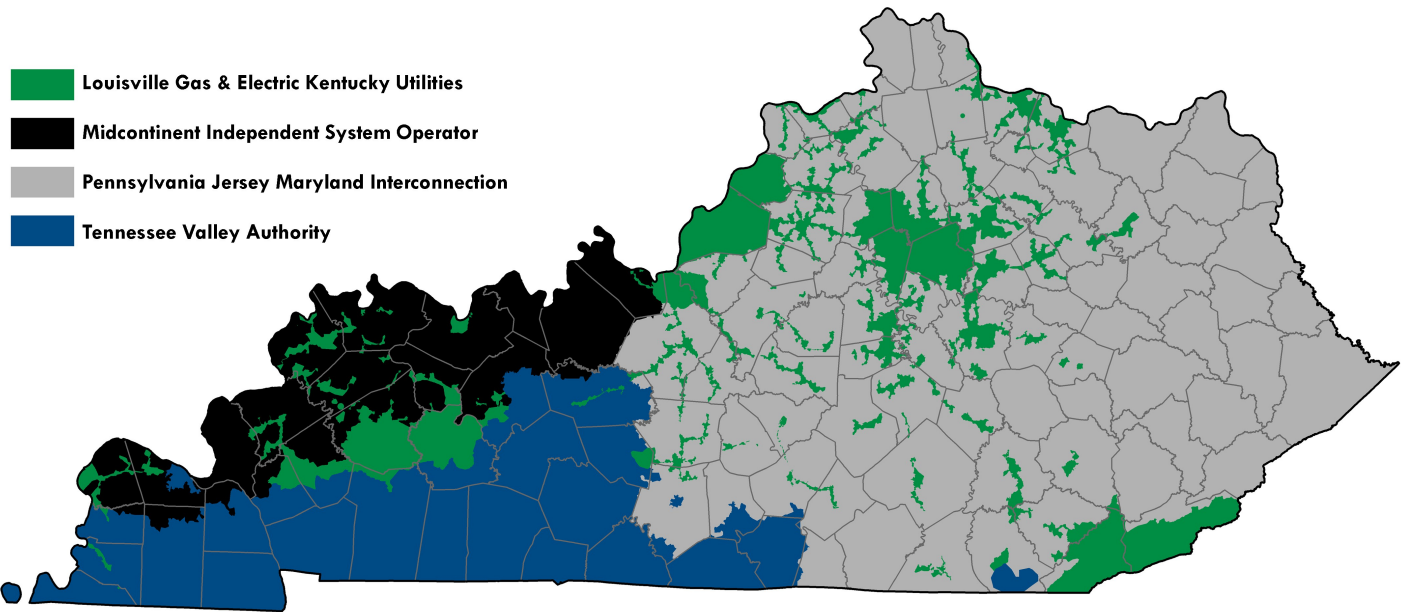 Louisville Gas & Electric Kentucky Utilities
Midcontinent Independent System Operator
Pennsylvania Jersey Maryland Interconnection
Tennessee Valley Authority